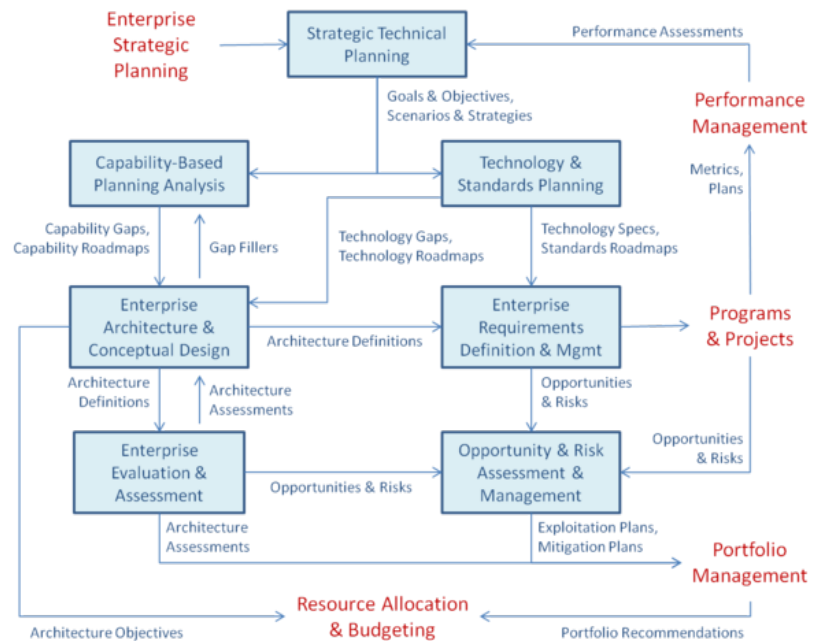 Enterprise
Strategic
Planning
Strategic Technical
Planning
Performance Assessments
Goals & Objectives,
Scenarios & Strategies
Performance
Management
Capability-Based
Planning Analysis
Technology &
Standards Planning
Metrics,
Plans
Capability Gaps,
Capability Roadmaps
Gap Fillers
Technology Gaps,
Technology Roadmaps
Technology Specs,
Standards Roadmaps
Enterprise
Architecture &
Conceptual Design
Architecture Definitions
Enterprise
Requirements
Definition & Mgmt
Programs
& Projects
Architecture
Definitions
Architecture
Assessments
Opportunities
& Risks
Opportunities
& Risks
Enterprise
Evaluation &
Assessment
Opportunities & Risks
Opportunity & Risk
Assessment &
Management
Architecture
Assessments
Exploitation Plans,
Mitigation Plans
Portfolio
Management
Resource Allocation
& Budgeting
Architecture Objectives
Portfolio Recommendations